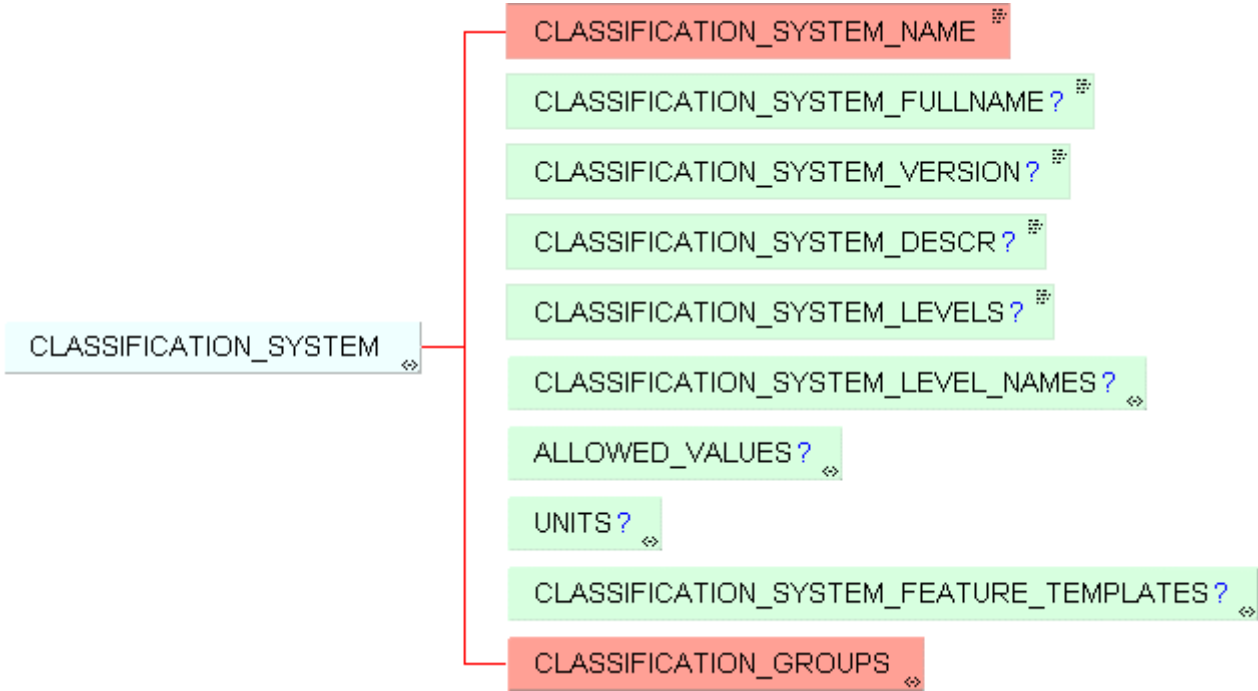 CLASSIFICATION_SYSTEM_NAME
CLASSIFICATION_SYSTEM_FULLNAME?
CLASSIFICATION_SYSTEM_VERSION?
CLASSIFICATION_SYSTEM_DESCR?
CLASSIFICATION_SYSTEM_LEVELS?
CLASSIFICATION_SYSTEM
CLASSIFICATION_SYSTEM_LEVEL_NAMES?
ALLOWED_VALUES?
UNITS?
CLASSIFICATION_SYSTEM_FEATURE_TEMPLATES?
CLASSIFICATION_GROUPS